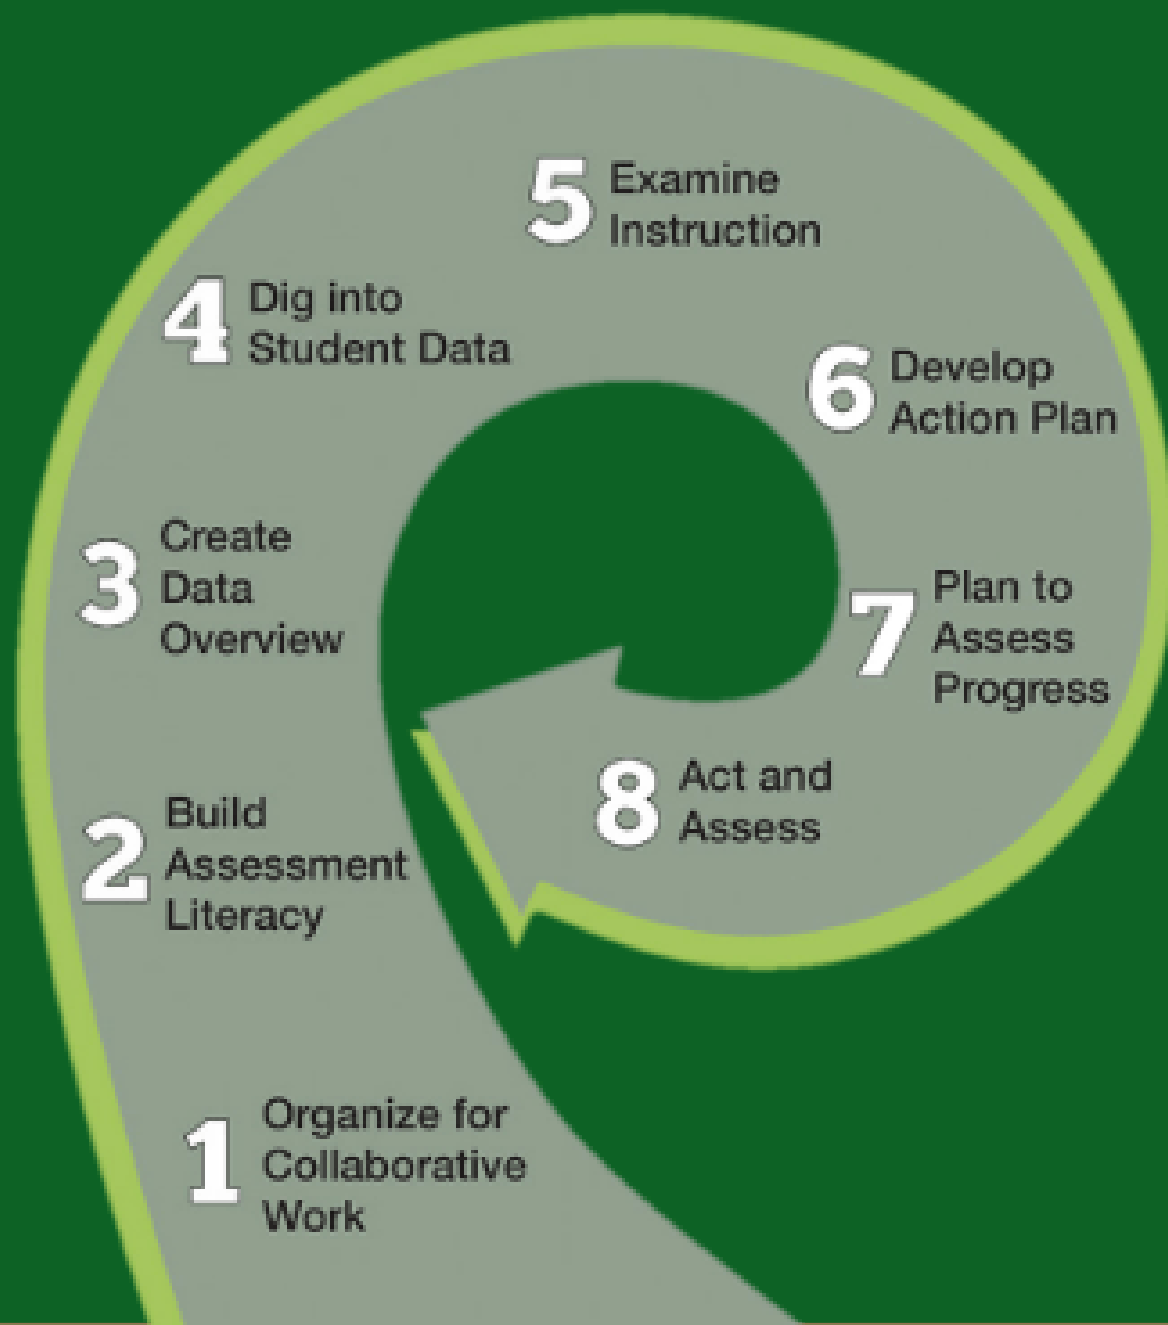 5 Examine
Instruction
4 Dig into
Student Data
6 Develop
Action Plan
3 Create
Data
Overview
7 Plan to
Assess
Progress
8 Act and
Assess
2 Build
Assessment
Literacy
1 Organize for
Collaborative
Work